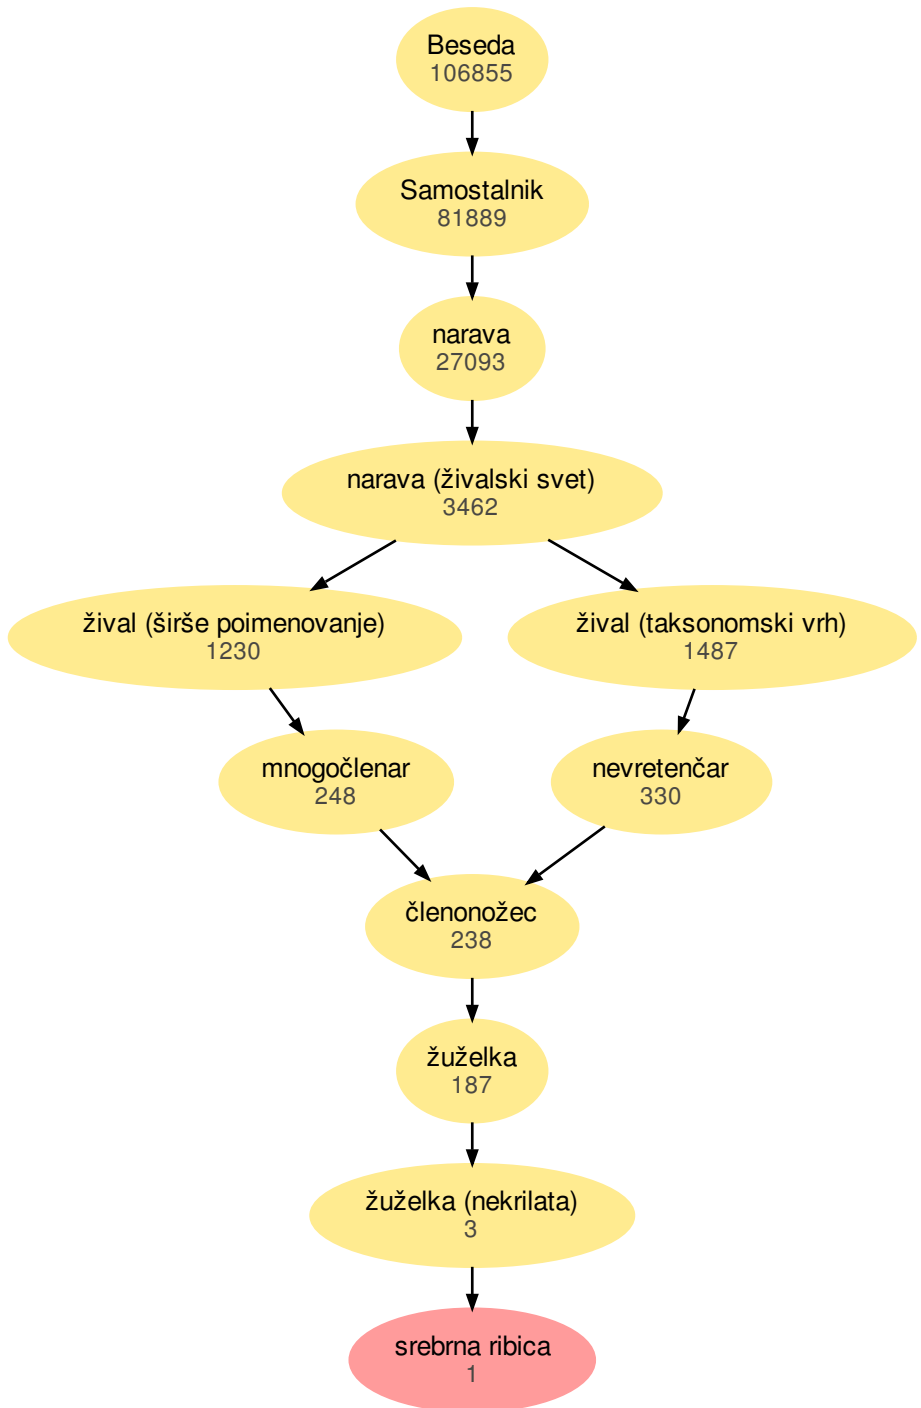 Beseda
106855
Samostalnik
81889
narava
27093
narava (živalski svet)
3462
žival (širše poimenovanje)
1230
žival (taksonomski vrh)
1487
mnogočlenar
248
nevretenčar
330
členonožec
238
žuželka
187
žuželka (nekrilata)
3
srebrna ribica
1